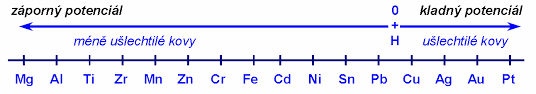 záporný potenciál 0 kladný potenciál
+
méně ušlechtilé kovy H ušlechtilé kovy
Mg Al Ti Zr Mn Zn Cr Fe Cd Ni Sn Pb Cu Ag Au Pt